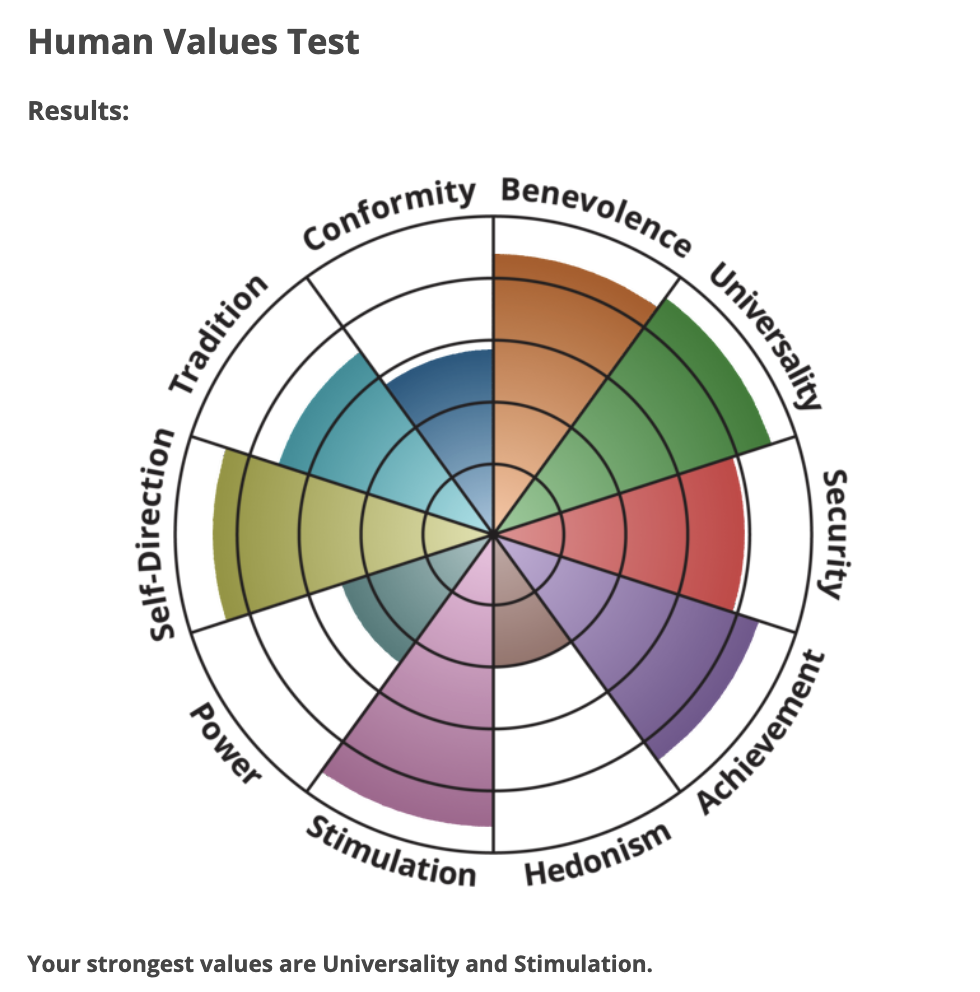 Human Values Test
Results:
Conformity
Benevolence
Tradition
Universality
Self-Direction
Security
Power
Achievement
Stimulation
Hedonism
Your strongest values are Universality and Stimulation.